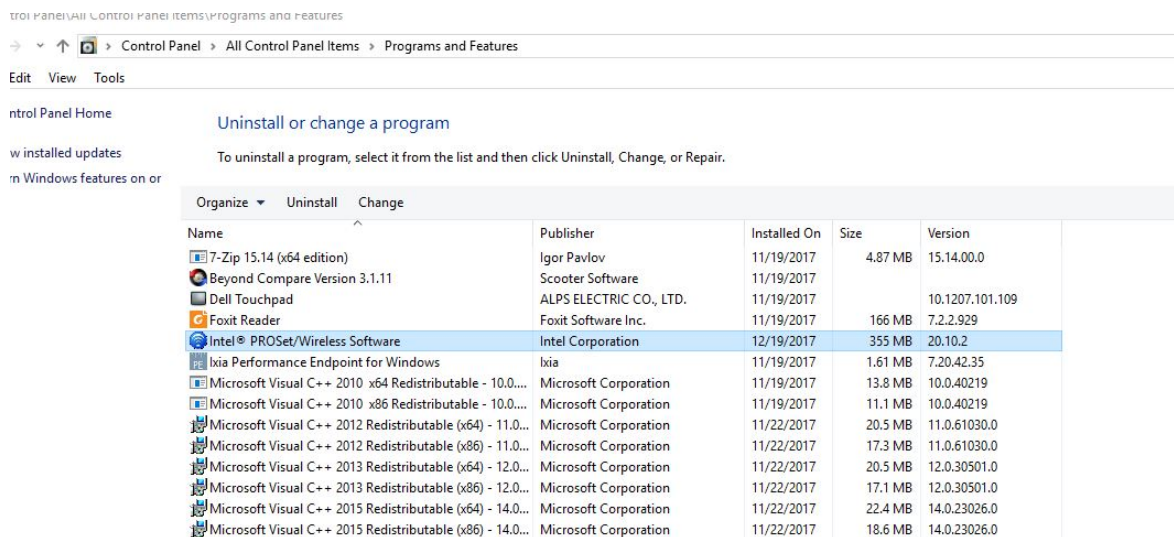 trol Panel\All Control Panel Items\Programs and Features
Control Panel > All Control Panel Items > Programs and Features
Edit View Tools
ntrol Panel Home
w installed updates
rn Windows features on or
Uninstall or change a program
To uninstall a program, select it from the list and then click Uninstall, Change, or Repair.
Organize Uninstall Change
Name Publisher Installed On Size Version
7-Zip 15.14 (x64 edition) Igor Pavlov 11/19/2017 4.87 MB 15.14.00.0
Beyond Compare Version 3.1.11 Scooter Software 11/19/2017
Dell Touchpad ALPS ELECTRIC CO., LTD. 11/19/2017 10.1207.101.109
Foxit Reader Foxit Software Inc. 11/19/2017 166 MB 7.2.2.929
Intel® PROSet/Wireless Software Intel Corporation 12/19/2017 355 MB 20.10.2
PE Ixia Performance Endpoint for Windows Ixia 11/19/2017 1.61 MB 7.20.42.35
Microsoft Visual C++ 2010 x64 Redistributable - 10.0.... Microsoft Corporation 11/19/2017 13.8 MB 10.0.40219
Microsoft Visual C++ 2010 x86 Redistributable - 10.0.... Microsoft Corporation 11/19/2017 11.1 MB 10.0.40219
Microsoft Visual C++ 2012 Redistributable (x64) - 11.0... Microsoft Corporation 11/22/2017 20.5 MB 11.0.61030.0
Microsoft Visual C++ 2012 Redistributable (x86) - 11.0... Microsoft Corporation 11/22/2017 17.3 MB 11.0.61030.0
Microsoft Visual C++ 2013 Redistributable (x64) - 12.0... Microsoft Corporation 11/22/2017 20.5 MB 12.0.30501.0
Microsoft Visual C++ 2013 Redistributable (x86) - 12.0... Microsoft Corporation 11/22/2017 17.1 MB 12.0.30501.0
Microsoft Visual C++ 2015 Redistributable (x64) - 14.0... Microsoft Corporation 11/22/2017 22.4 MB 14.0.23026.0
Microsoft Visual C++ 2015 Redistributable (x86) - 14.0... Microsoft Corporation 11/22/2017 18.6 MB 14.0.23026.0